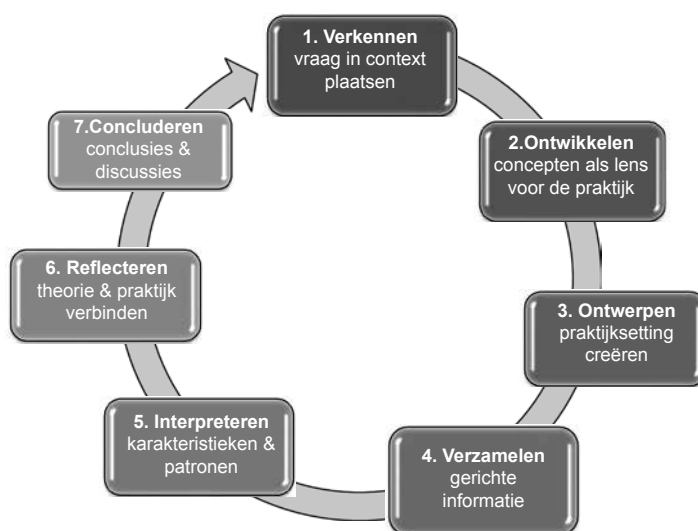 1. Verkennen
vraag in context
plaatsen
2.Ontwikkelen
concepten als lens
voor de praktijk
3. Ontwerpen
praktijksetting
creëren
4. Verzamelen
gerichte
informatie
5. Interpreteren
karakteristieken &
patronen
6. Reflecteren
theorie & praktijk
verbinden
7.Concluderen
conclusies &
discussies